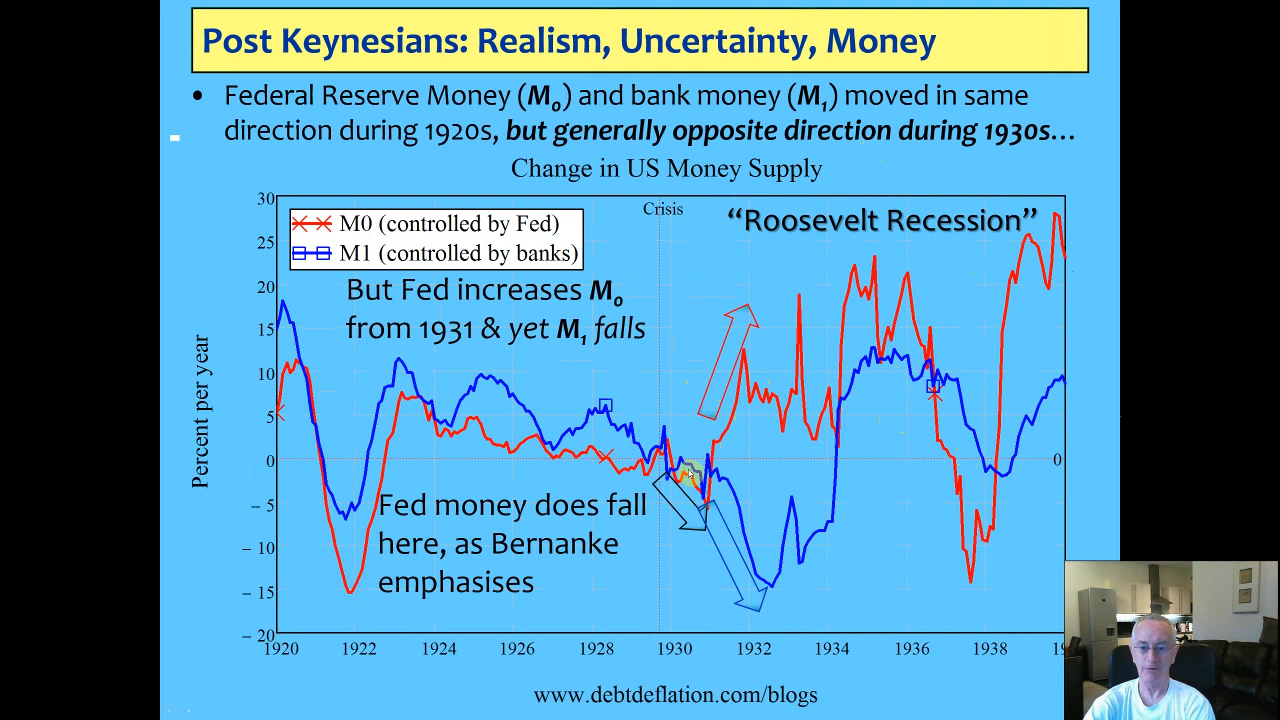 Post Keynesians: Realism, Uncertainty, Money
• Federal Reserve Money (M0) and bank money (M1) moved in same
direction during 1920s, but generally opposite direction during 1930s...
Change in US Money Supply
Crisis
"Roosevelt Recession"
M0 (controlled by Fed)
M1 (controlled by banks)
But Fed increases M0
from 1931 & yet M1 falls
Fed money does fall
here, as Bernanke
emphasises
Percent per year
30
25
20
15
10
5
0
0
– 5
– 10
– 15
– 20
1920
1922
1924
1926
1928
1930
1932
1934
1936
1938
www.debtdeflation.com/blogs